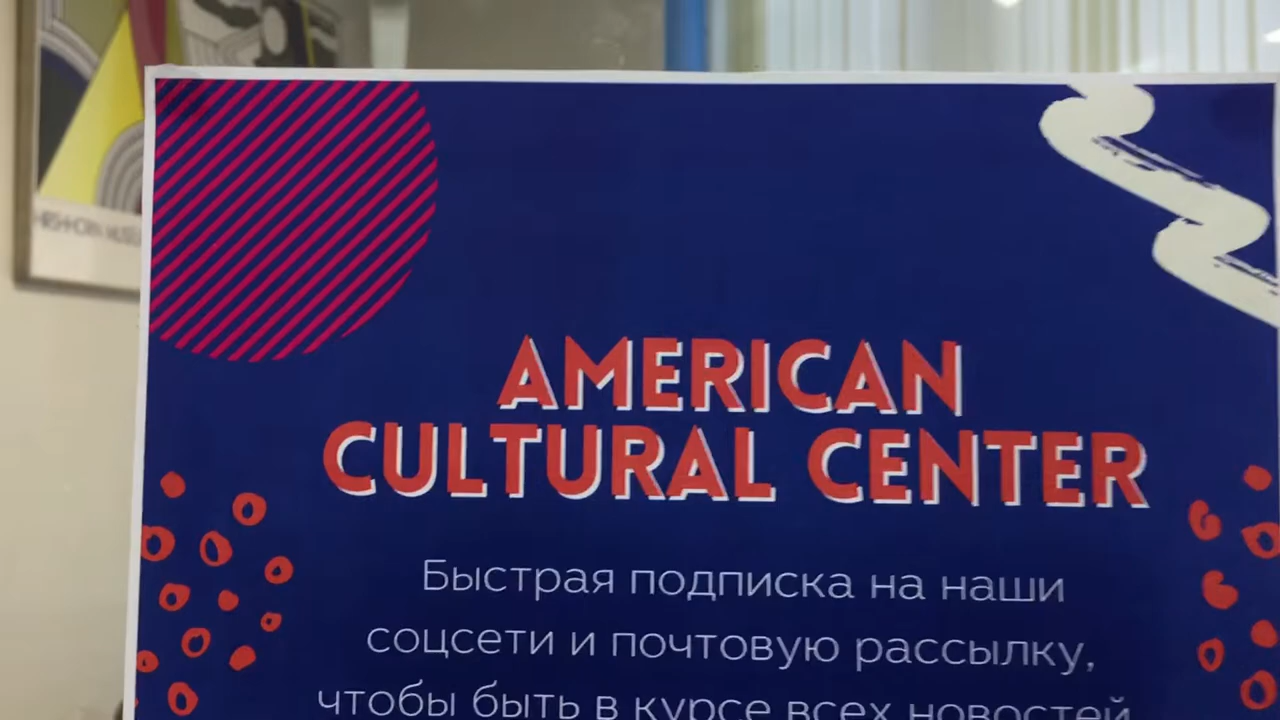 AMERICAN
CULTURAL CENTER
Быстрая подписка на наши
соцсети и почтовую рассылку,
чтобы быть в курсе всех новостей